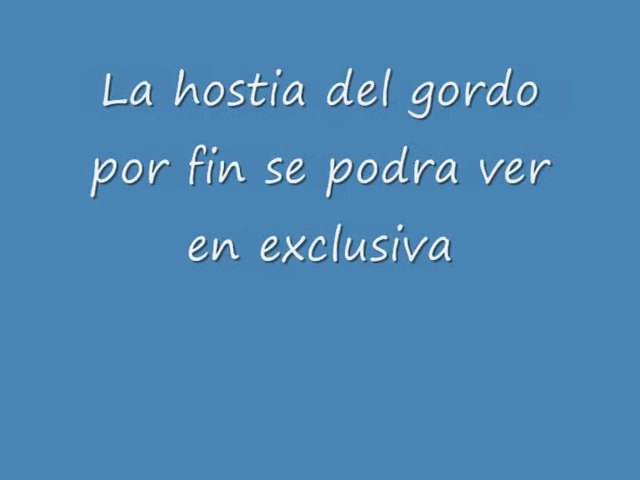 La hostia del gordo
por fin se podra ver
en exclusiva